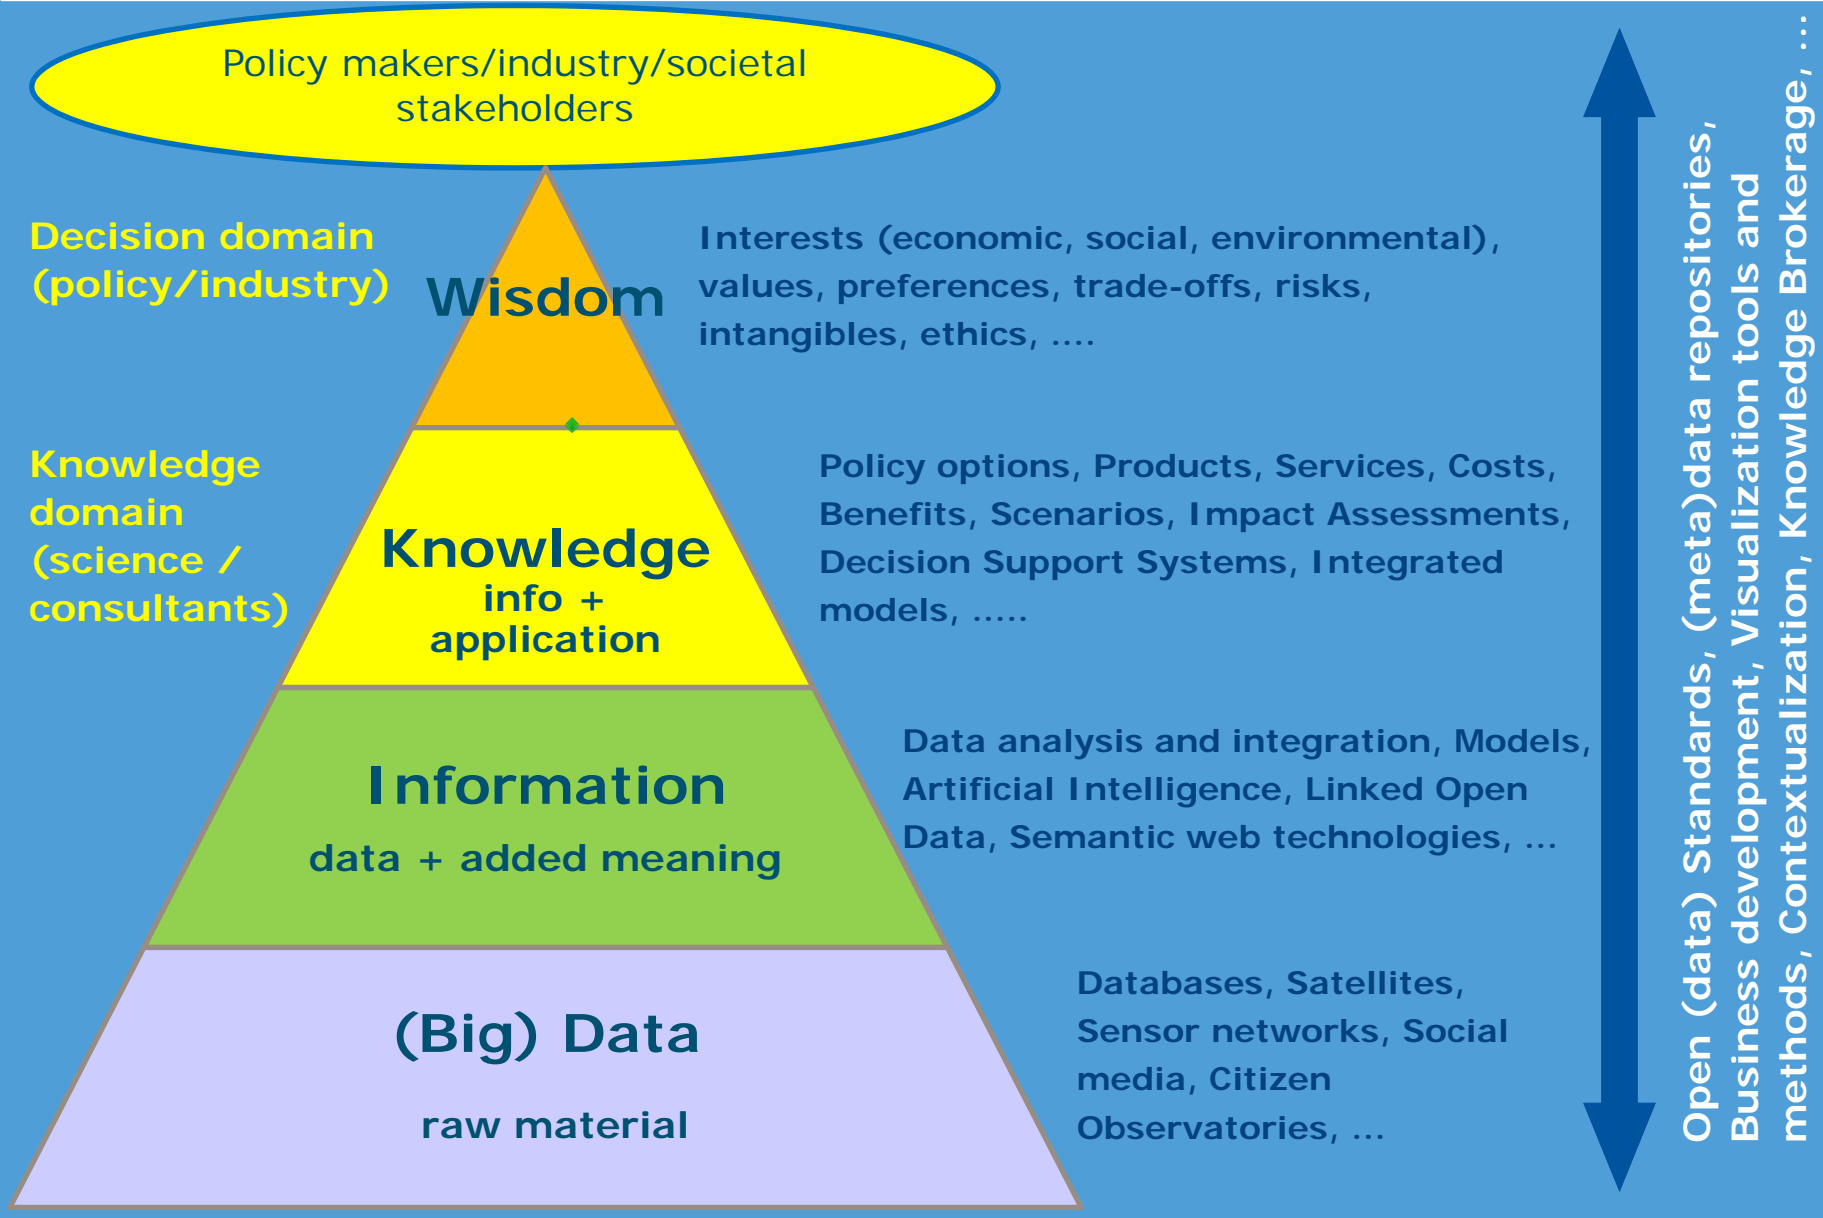 Policy makers/industry/societal
stakeholders
Decision domain
(policy/industry)
Wisdom
Interests (economic, social, environmental),
values, preferences, trade-offs, risks,
intangibles, ethics, ....
Knowledge
domain
(science /
consultants)
Knowledge
info +
application
Policy options, Products, Services, Costs,
Benefits, Scenarios, Impact Assessments,
Decision Support Systems, Integrated
models, .....
Information
data + added meaning
Data analysis and integration, Models,
Artificial Intelligence, Linked Open
Data, Semantic web technologies, ...
(Big) Data
raw material
Databases, Satellites,
Sensor networks, Social
media, Citizen
Observatories, ...
Open (data) Standards, (meta)data repositories,
Business development, Visualization tools and
methods, Contextualization, Knowledge Brokerage, ...